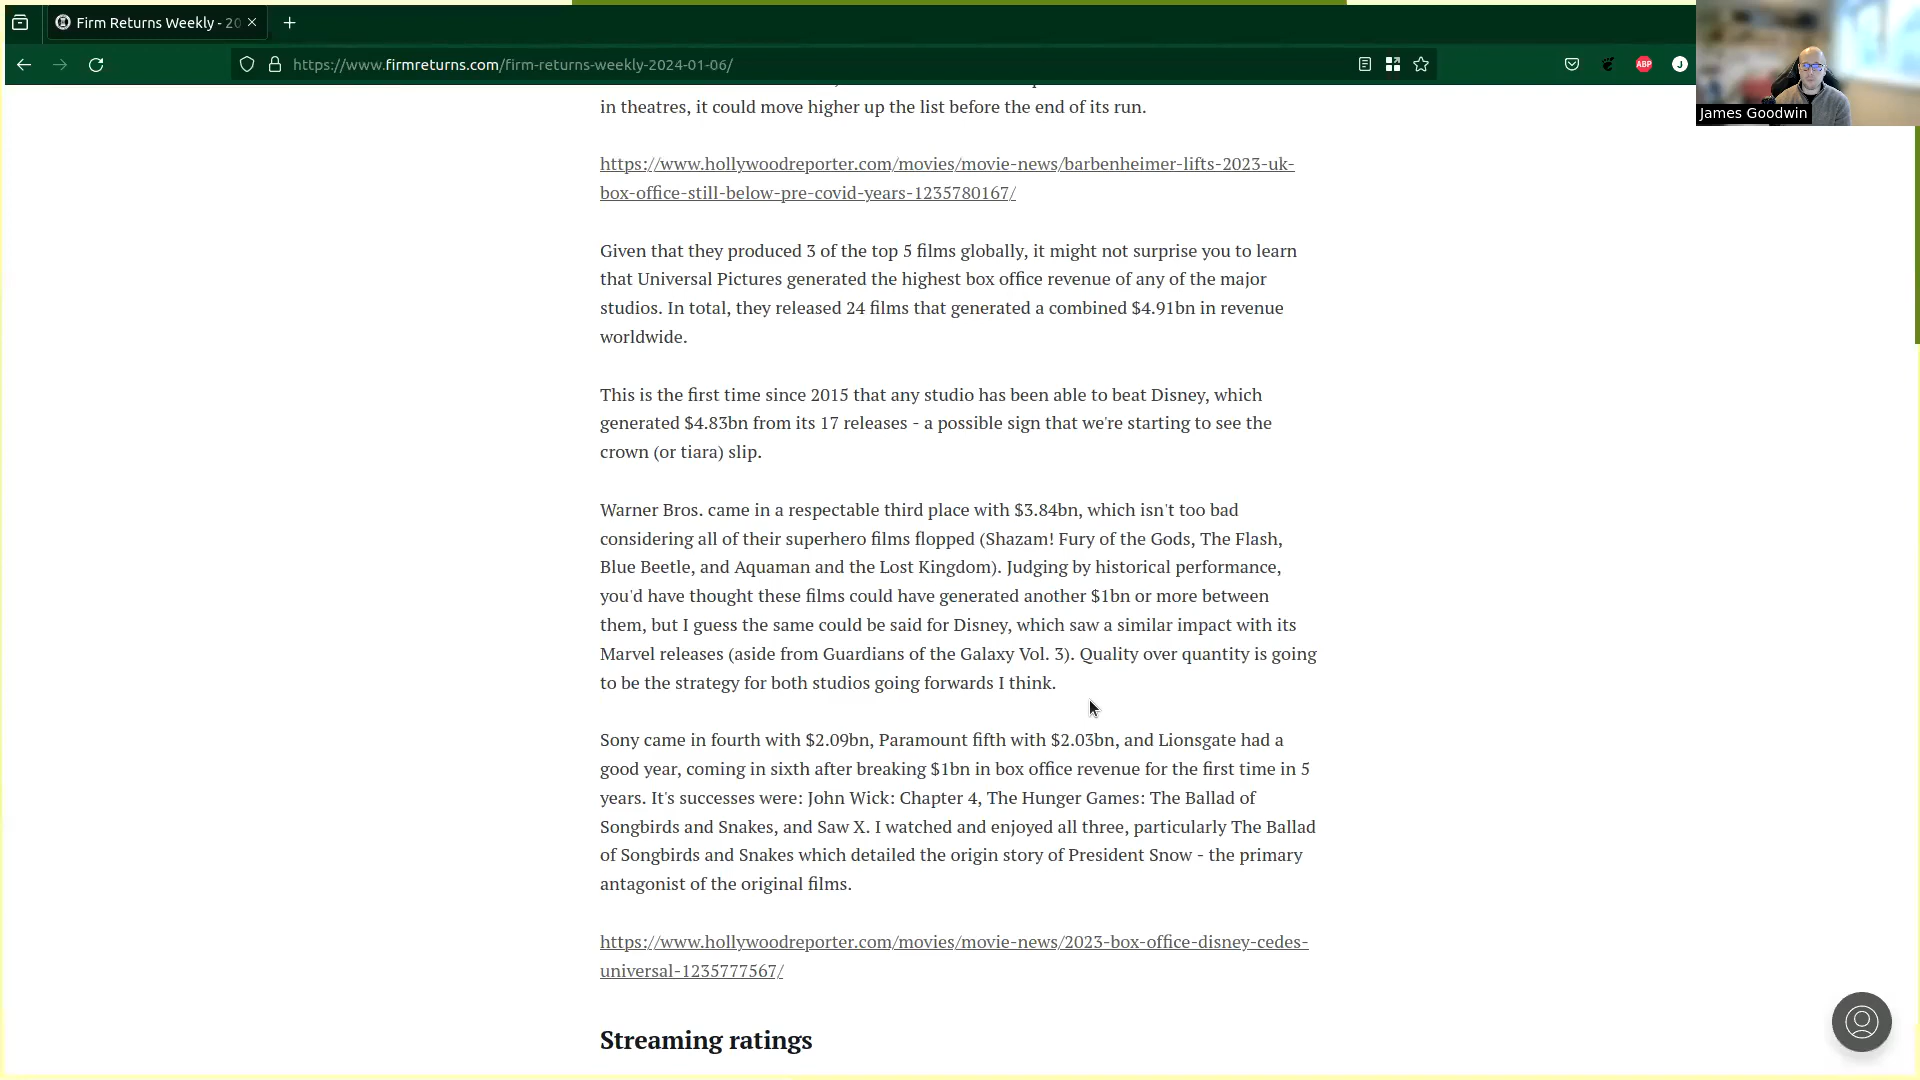 Firm Returns Weekly - 20
https://www.firmreturns.com/firm-returns-weekly-2024-01-06/
ABP
J
James Goodwin
in theatres, it could move higher up the list before the end of its run.
https://www.hollywoodreporter.com/movies/movie-news/barbenheimer-lifts-2023-uk-
box-office-still-below-pre-covid-years-1235780167/
Given that they produced 3 of the top 5 films globally, it might not surprise you to learn
that Universal Pictures generated the highest box office revenue of any of the major
studios. In total, they released 24 films that generated a combined $4.91bn in revenue
worldwide.
This is the first time since 2015 that any studio has been able to beat Disney, which
generated $4.83bn from its 17 releases - a possible sign that we're starting to see the
crown (or tiara) slip.
Warner Bros. came in a respectable third place with $3.84bn, which isn't too bad
considering all of their superhero films flopped (Shazam! Fury of the Gods, The Flash,
Blue Beetle, and Aquaman and the Lost Kingdom). Judging by historical performance,
you'd have thought these films could have generated another $1bn or more between
them, but I guess the same could be said for Disney, which saw a similar impact with its
Marvel releases (aside from Guardians of the Galaxy Vol. 3). Quality over quantity is going
to be the strategy for both studios going forwards I think.
Sony came in fourth with $2.09bn, Paramount fifth with $2.03bn, and Lionsgate had a
good year, coming in sixth after breaking $1bn in box office revenue for the first time in 5
years. It's successes were: John Wick: Chapter 4, The Hunger Games: The Ballad of
Songbirds and Snakes, and Saw X. I watched and enjoyed all three, particularly The Ballad
of Songbirds and Snakes which detailed the origin story of President Snow - the primary
antagonist of the original films.
https://www.hollywoodreporter.com/movies/movie-news/2023-box-office-disney-cedes-
universal-1235777567/
Streaming ratings